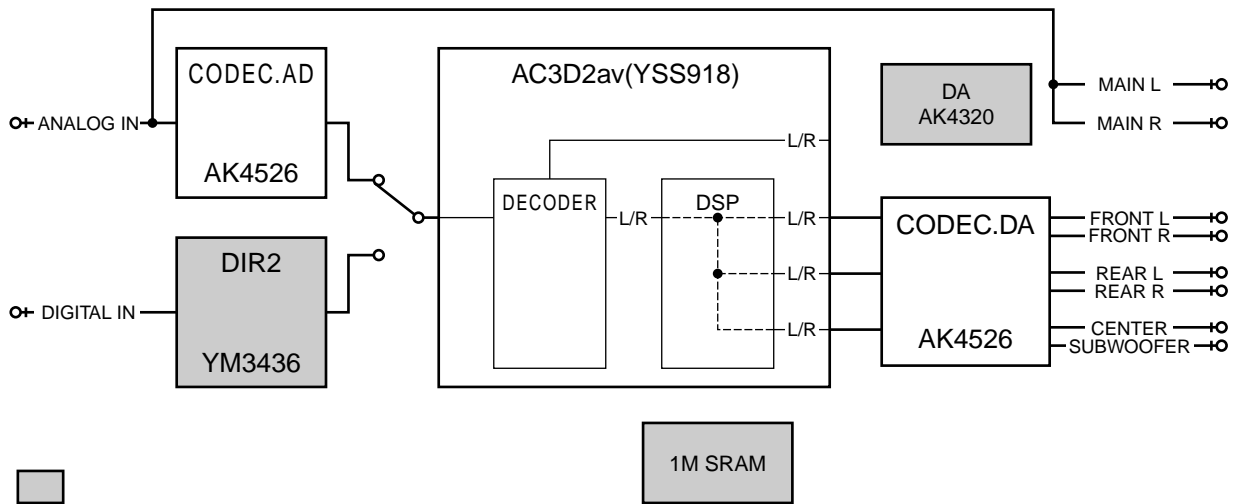 CODEC.AD
AK4526
ANALOG IN
DIR2
YM3436
DIGITAL IN
AC3D2av(YSS918)
L/R
DECODER
L/R
DSP
L/R
L/R
L/R
DA
AK4320
MAIN L
MAIN R
CODEC.DA
AK4526
FRONT L
FRONT R
REAR L
REAR R
CENTER
SUBWOOFER
1M SRAM